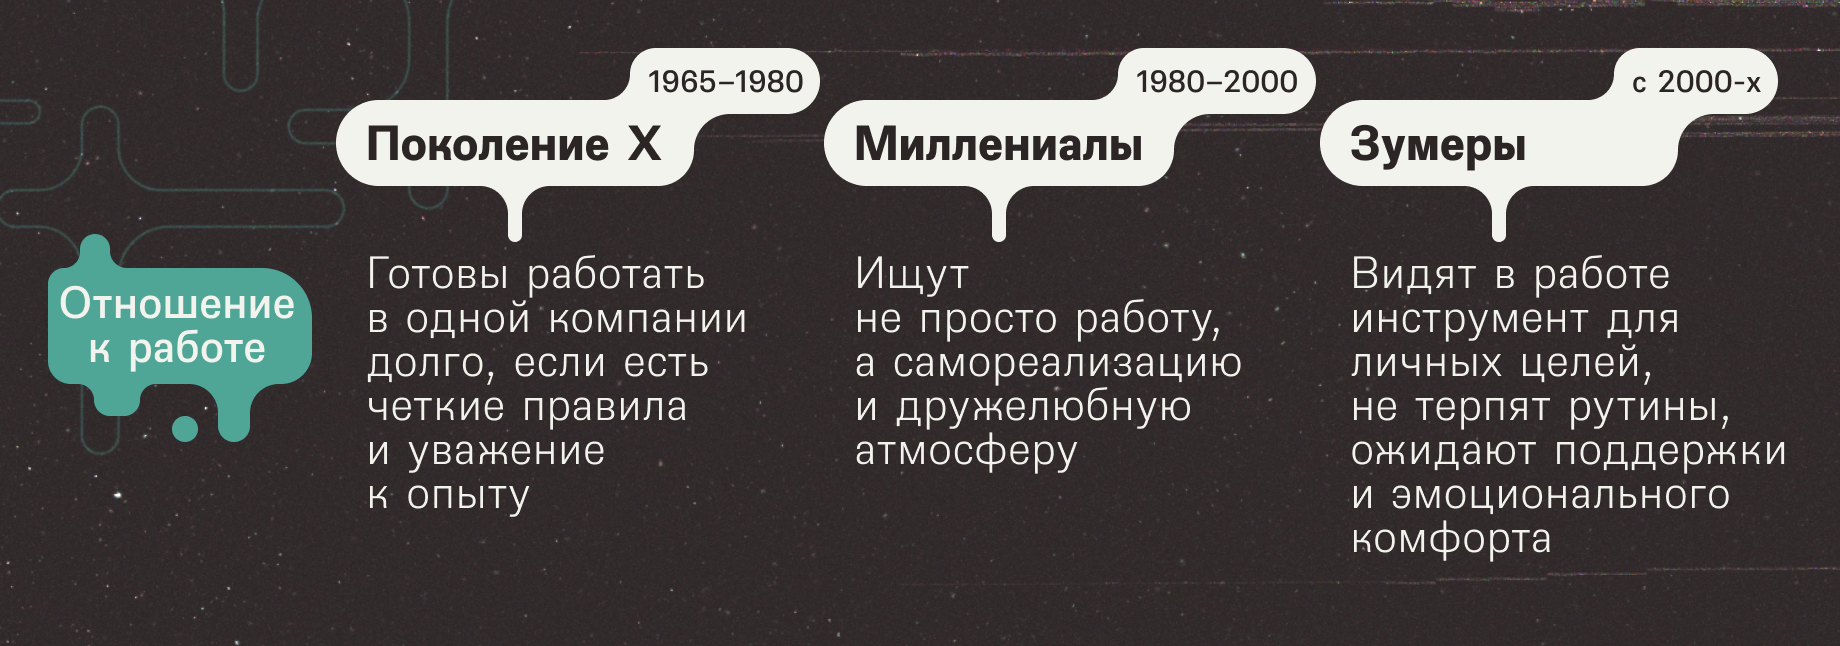 1965–1980
Поколение X
1980–2000
Миллениалы
с 2000-х
Зумеры
Отношение
к работе
Готовы работать
в одной компании
долго, если есть
четкие правила
и уважение
к опыту
Ищут
не просто работу,
а самореализацию
и дружелюбную
атмосферу
Видят в работе
инструмент для
личных целей,
не терпят рутины,
ожидают поддержки
и эмоционального
комфорта